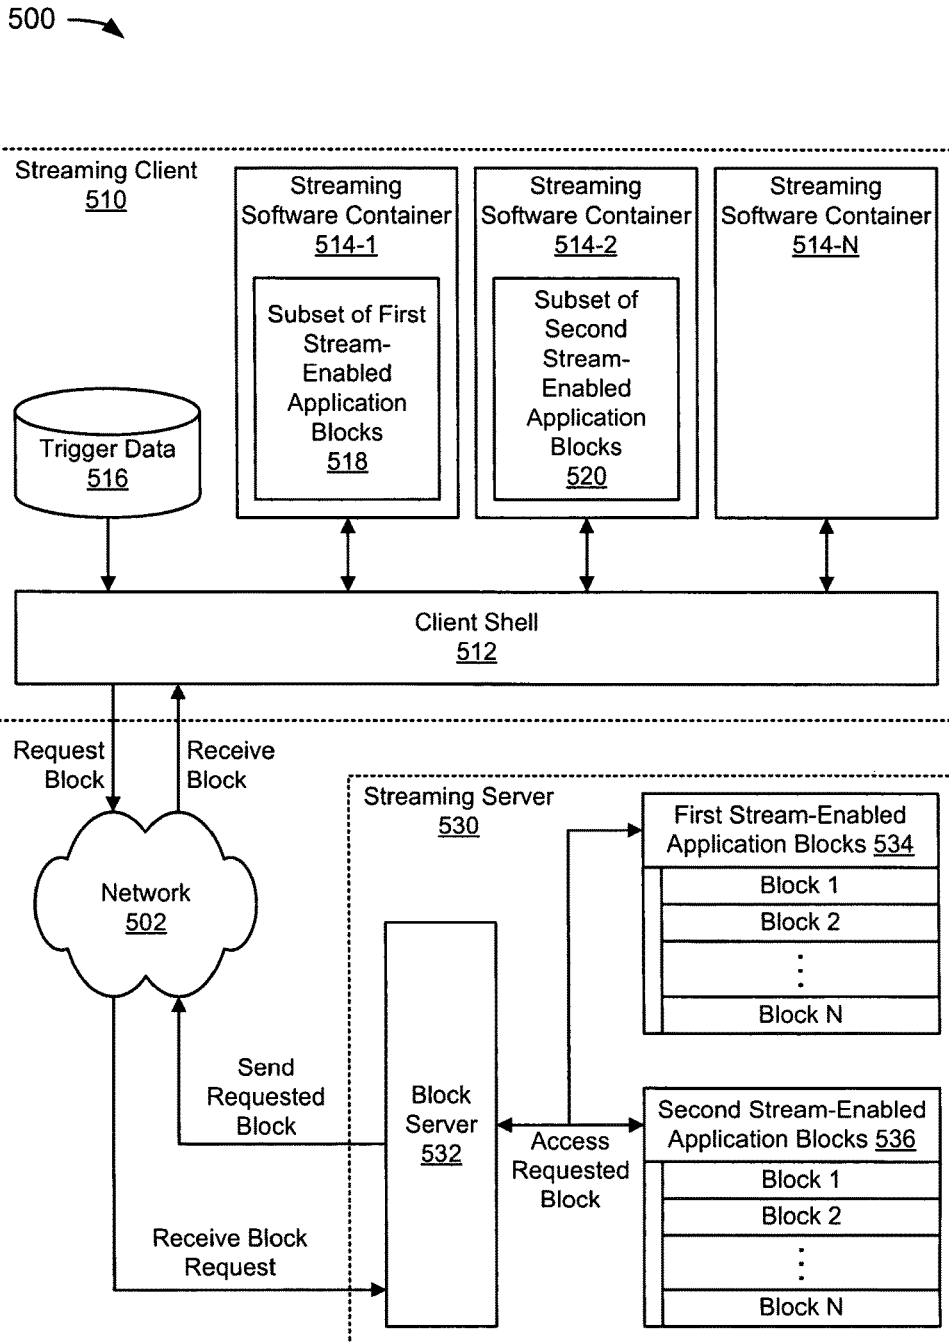 500
Streaming Client
510
Streaming
Software Container
514-1
Subset of First
Stream-
Enabled
Application
Blocks
518
Streaming
Software Container
514-2
Subset of
Second
Stream-
Enabled
Application
Blocks
520
Streaming
Software Container
514-N
Trigger Data
516
Client Shell
512
Request
Block
Receive
Block
Network
502
Streaming Server
530
First Stream-Enabled
Application Blocks 534
Block 1
Block 2
⋮
Block N
Send
Requested
Block
Block
Server
532
Access
Requested
Block
Second Stream-Enabled
Application Blocks 536
Block 1
Block 2
⋮
Block N
Receive Block
Request